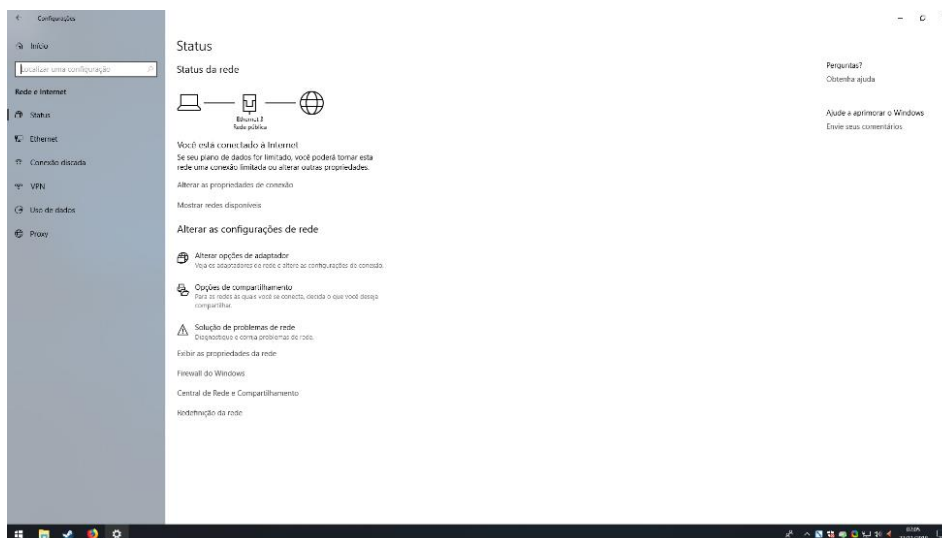 Configurações
Início
Localizar uma configuração
Rede e Internet
Status
Ethernet
Conexão discada
VPN
Uso de dados
Proxy
Status
Status da rede
Ethernet 2
Rede pública
Você está conectado à Internet
Se seu plano de dados for limitado, você poderá tornar esta
rede uma conexão limitada ou alterar outras propriedades.
Alterar as propriedades de conexão
Mostrar redes disponíveis
Alterar as configurações de rede
Alterar opções de adaptador
Veja os adaptadores de rede e altere as configurações de conexão.
Opções de compartilhamento
Para as redes às quais você se conecta, decida o que você deseja
compartilhar.
Solução de problemas de rede
Diagnostique e corrija problemas de rede.
Exibir as propriedades da rede
Firewall do Windows
Central de Rede e Compartilhamento
Redefinição da rede
Perguntas?
Obtenha ajuda
Ajude a aprimorar o Windows
Envie seus comentários